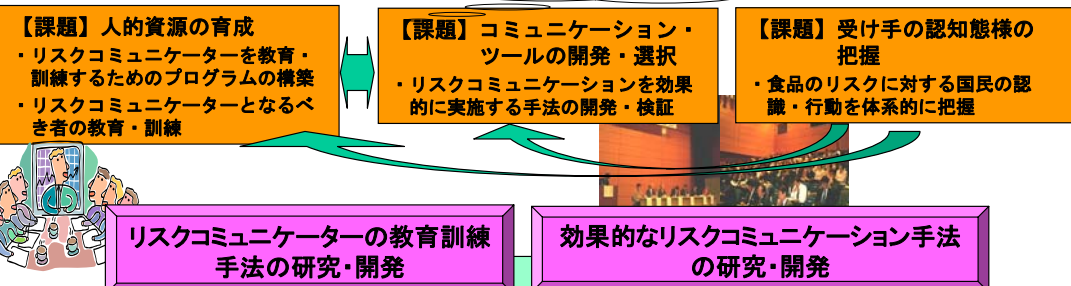 【課題】人的資源の育成
・リスクコミュニケーターを教育・
訓練するためのプログラムの構築
・リスクコミュニケーターとなるべ
き者の教育・訓練
【課題】コミュニケーション・
ツールの開発・選択
・リスクコミュニケーションを効果
的に実施する手法の開発・検証
【課題】受け手の認知態様の
把握
・食品のリスクに対する国民の認
識・行動を体系的に把握
リスクコミュニケーターの教育訓練
手法の研究・開発
効果的なリスクコミュニケーション手法
の研究・開発